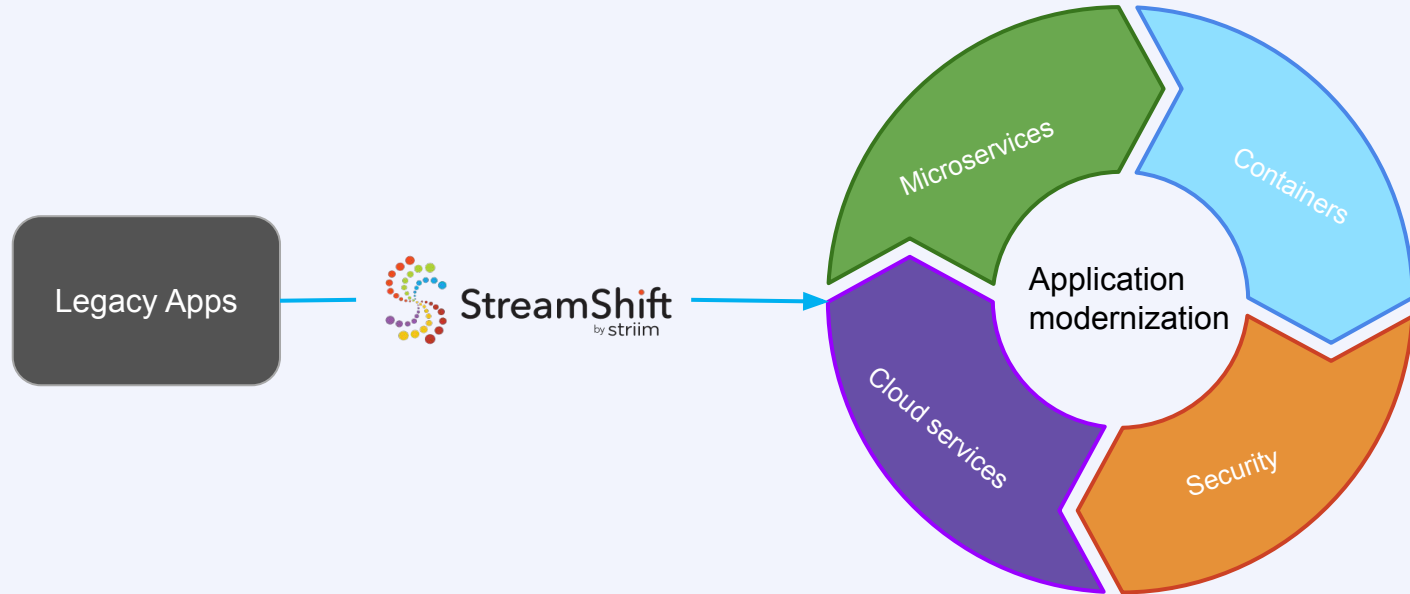 Legacy Apps
StreamShift
by striim
Microservices
Containers
Application
modernization
Cloud services
Security